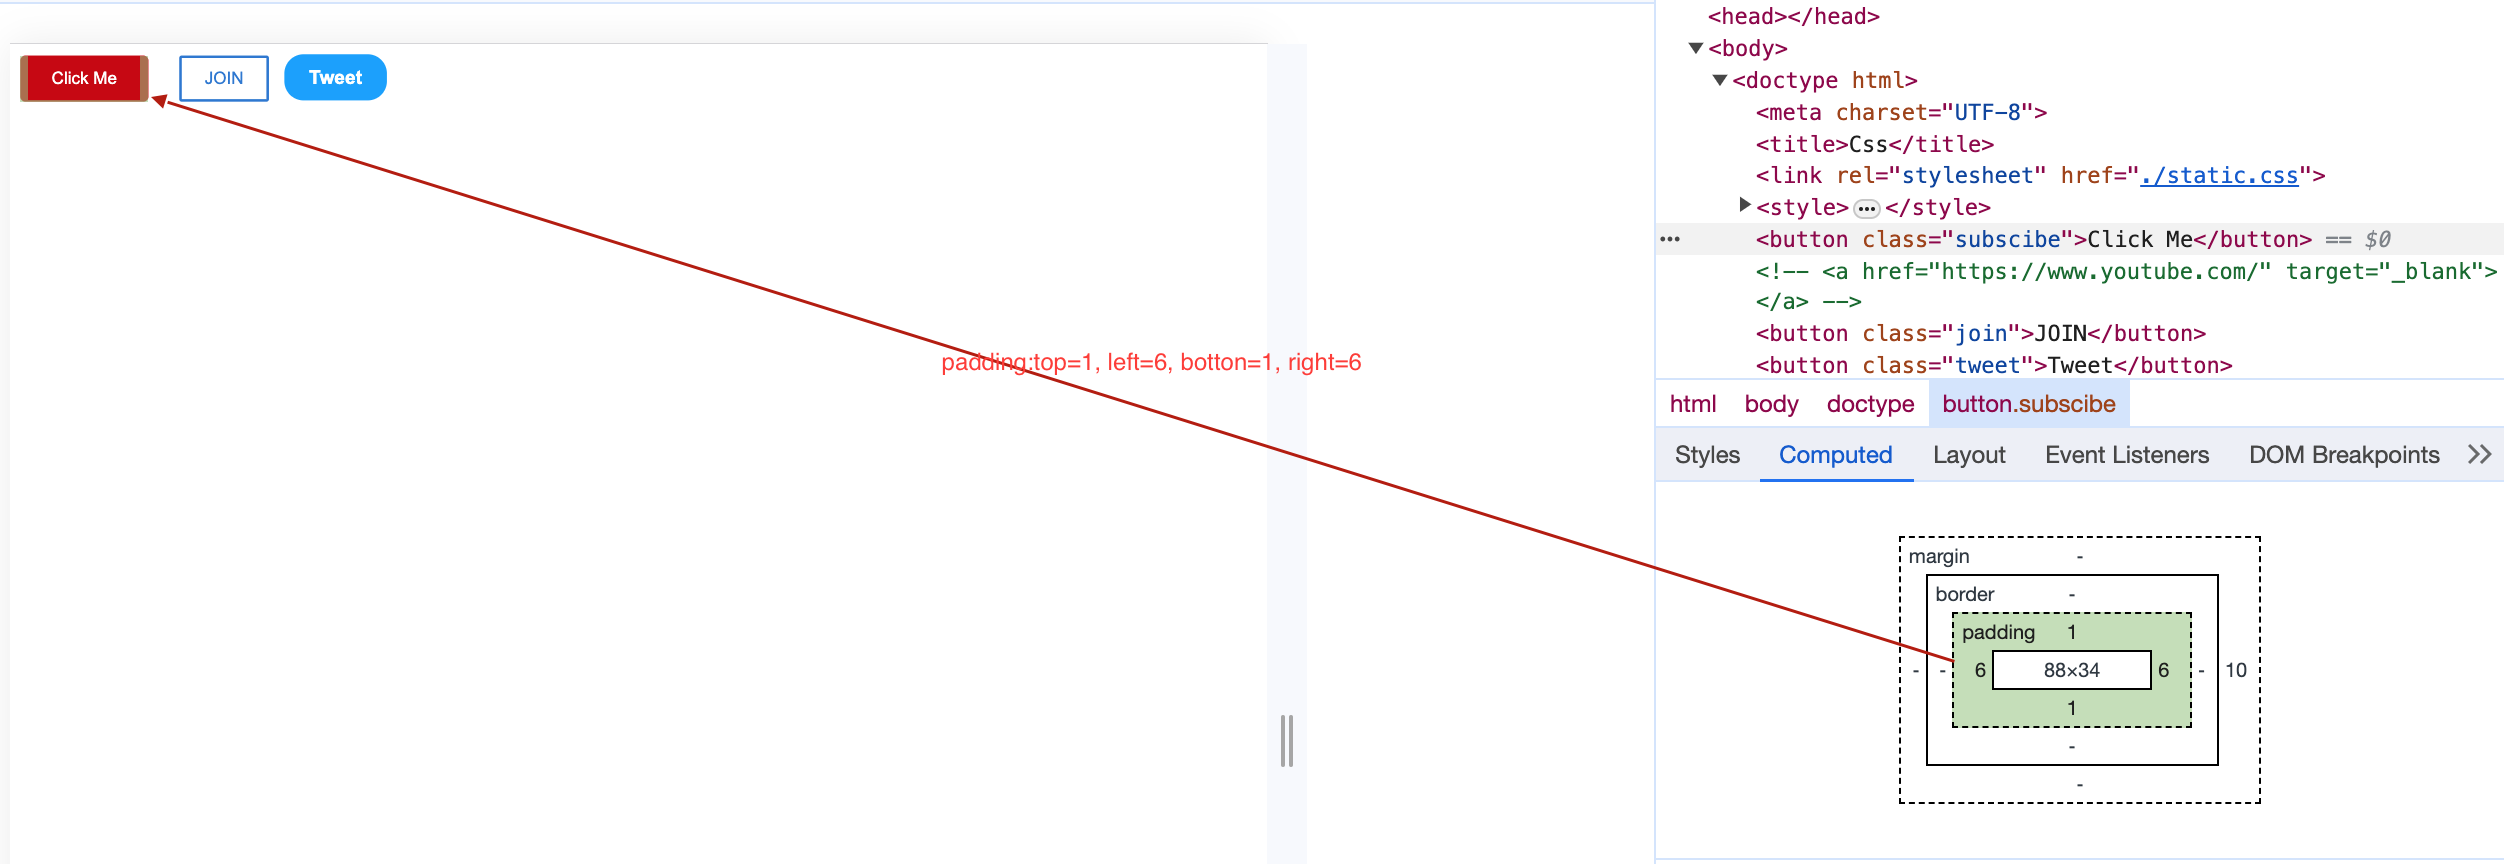 Click Me
JOIN
Tweet
padding:top=1, left=6, botton=1, right=6
<head></head>
<body>
<doctype html>
<meta charset="UTF-8">
<title>Css</title>
<link rel="stylesheet" href="./static.css">
<style>…</style>
<button class="subscibe">Click Me</button> == $0
<!-- <a href="https://www.youtube.com/" target="_blank">
</a> -->
<button class="join">JOIN</button>
<button class="tweet">Tweet</button>
html body doctype button.subscibe
Styles Computed Layout Event Listeners DOM Breakpoints
margin -
border -
padding 1
- - 6 88×34 6 - 10
1
-
-